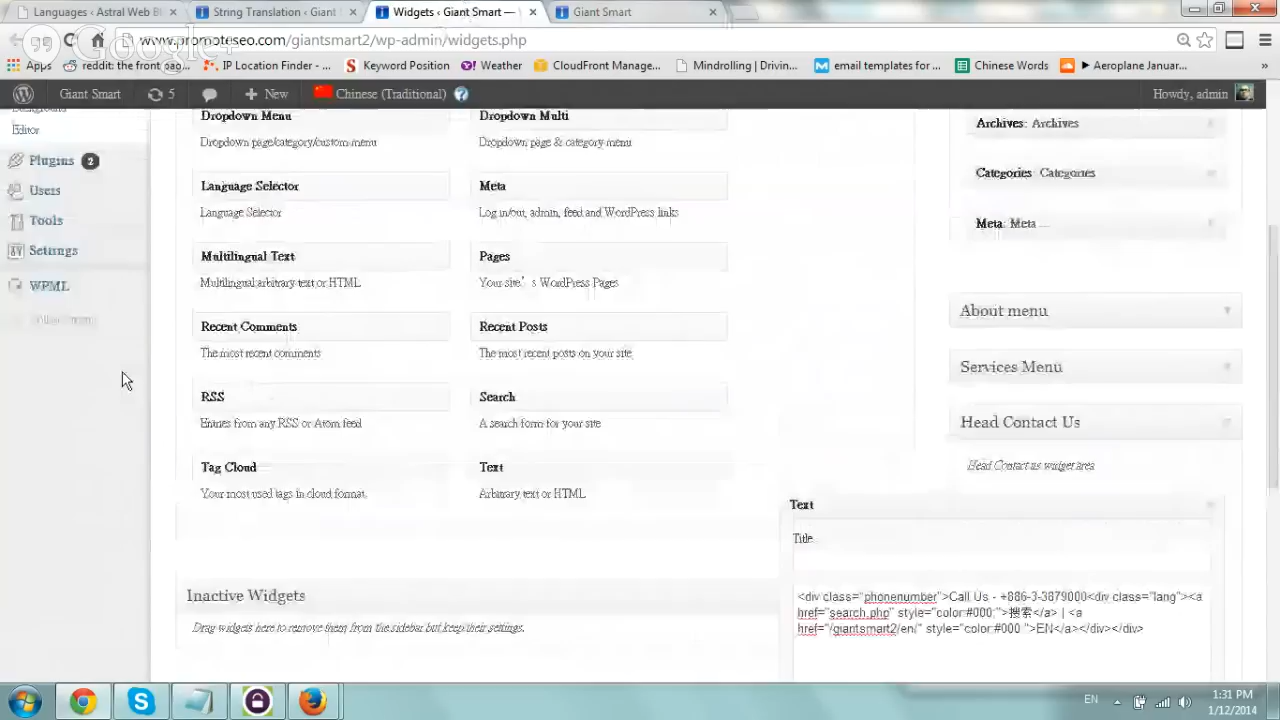 Languages ‹ Astral Web Bl
String Translation ‹ Giant
Widgets ‹ Giant Smart —
Giant Smart
www.promoteseo.com/giantsmart2/wp-admin/widgets.php
Google+
Apps
reddit: the front pag...
IP Location Finder - ...
Keyword Position
Weather
CloudFront Manage...
Mindrolling | Drivin...
email templates for ...
Chinese Words
► Aeroplane Januar...
Giant Smart
5
+ New
Chinese (Traditional)
Howdy, admin
Editor
Plugins 2
Users
Tools
Settings
WPML
Dropdown Menu
Dropdown page/category/custom menu
Dropdown Multi
Dropdown page & category menu
Language Selector
Language Selector
Meta
Log in/out, admin, feed and WordPress links
Multilingual Text
Multilingual arbitrary text or HTML
Pages
Your site's WordPress Pages
Recent Comments
The most recent comments
Recent Posts
The most recent posts on your site
RSS
Entries from any RSS or Atom feed
Search
A search form for your site
Tag Cloud
Your most used tags in cloud format
Text
Arbitrary text or HTML
Inactive Widgets
Drag widgets here to remove them from the sidebar but keep their settings.
Archives: Archives
Categories: Categories
Meta: Meta
About menu
Services Menu
Head Contact Us
Head Contact us widget area
Text
Title:
<div class="phonenumber">Call Us - +886-3-3879000<div class="lang"><a
href="search.php" style="color:#000;">搜索</a> | <a
href="/giantsmart2/en/" style="color:#000 ">EN</a></div></div>
EN
1:31 PM
1/12/2014